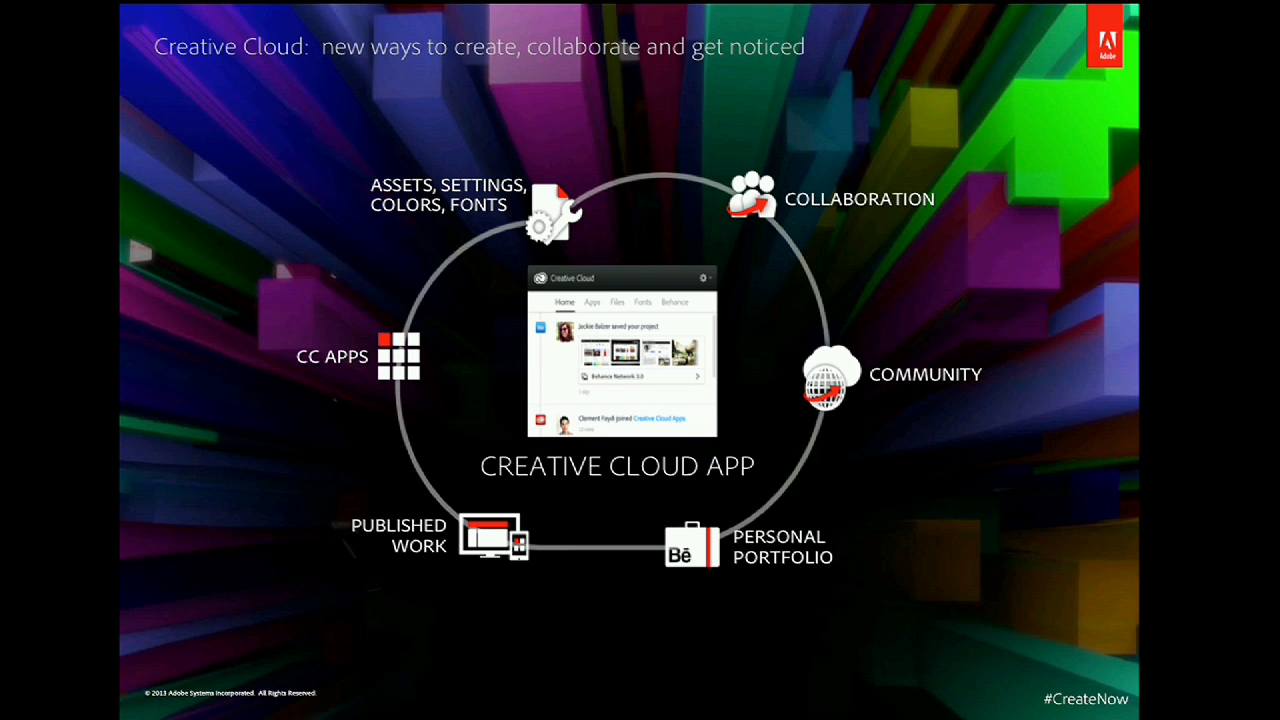 Creative Cloud: new ways to create, collaborate and get noticed
Adobe
ASSETS, SETTINGS,
COLORS, FONTS
COLLABORATION
Creative Cloud
Home Apps Files Fonts Behance
Jackie Balzer saved your project
Behance Network 3.0
Clement Faydi joined Creative Cloud Apps.
CC APPS
COMMUNITY
CREATIVE CLOUD APP
PUBLISHED
WORK
Bē
PERSONAL
PORTFOLIO
© 2013 Adobe Systems Incorporated. All Rights Reserved.
#CreateNow